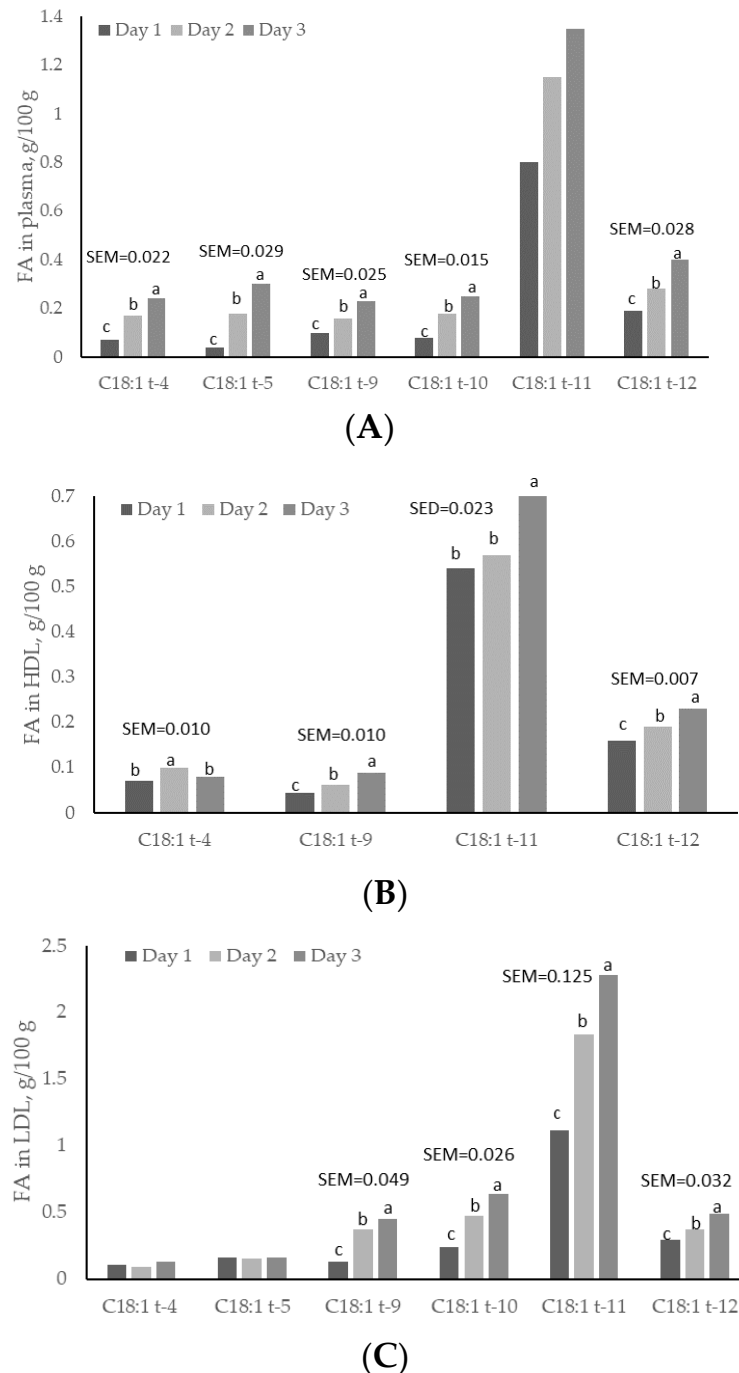 1.4
Day 1 Day 2 Day 3
1.2
1
0.8
0.6
0.4
0.2
0
FA in plasma, g/100 g
SEM=0.022 SEM=0.029 SEM=0.025 SEM=0.015 SEM=0.028
c b a c b a c b a c b a c b a
C18:1 t-4 C18:1 t-5 C18:1 t-9 C18:1 t-10 C18:1 t-11 C18:1 t-12
(A)
0.7
Day 1 Day 2 Day 3
0.6
0.5
0.4
0.3
0.2
0.1
0
FA in HDL, g/100 g
SEM=0.010 SEM=0.010 SED=0.023 SEM=0.007
b a b c b a b b a c b a
C18:1 t-4 C18:1 t-9 C18:1 t-11 C18:1 t-12
(B)
2.5
Day 1 Day 2 Day 3
2
1.5
1
0.5
0
FA in LDL, g/100 g
SEM=0.049 SEM=0.026 SEM=0.125 SEM=0.032
c b a c b a c b a c b a
C18:1 t-4 C18:1 t-5 C18:1 t-9 C18:1 t-10 C18:1 t-11 C18:1 t-12
(C)